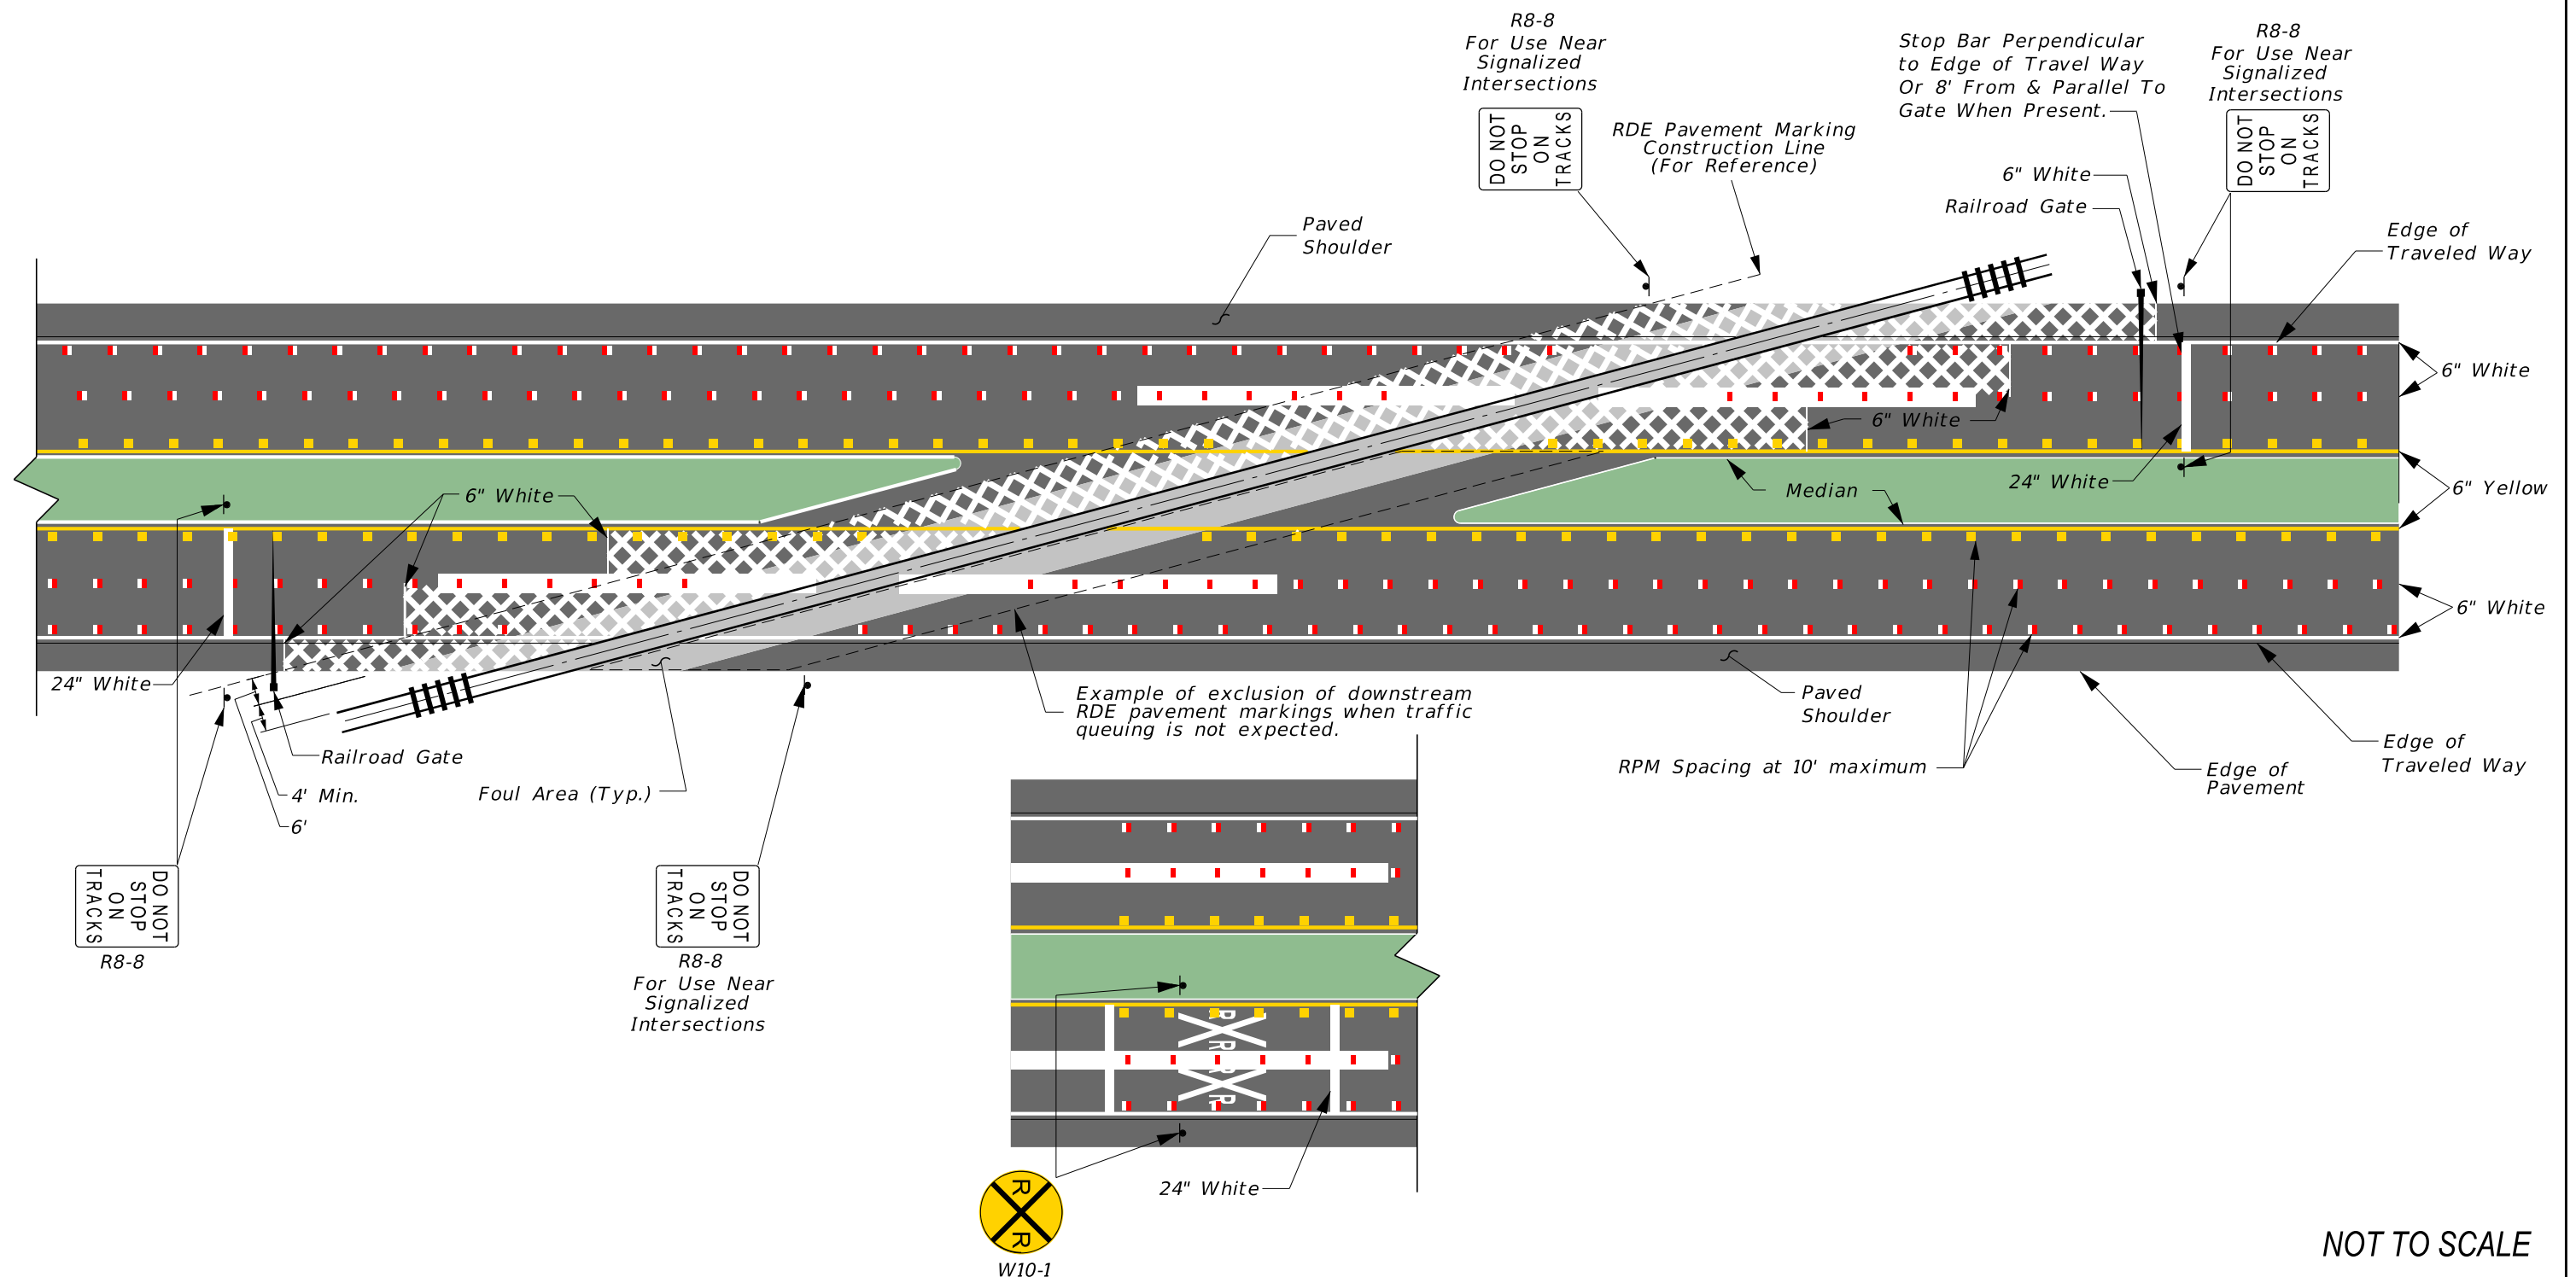 R8-8
For Use Near
Signalized
Intersections
DO NOT
STOP
ON
TRACKS
RDE Pavement Marking
Construction Line
(For Reference)
Stop Bar Perpendicular
to Edge of Travel Way
Or 8' From & Parallel To
Gate When Present.
R8-8
For Use Near
Signalized
Intersections
DO NOT
STOP
ON
TRACKS
6" White
Railroad Gate
Paved
Shoulder
Edge of
Traveled Way
6" White
6" White
24" White
Median
6" Yellow
6" White
6" White
24" White
Railroad Gate
4' Min.
6'
Foul Area (Typ.)
Example of exclusion of downstream
RDE pavement markings when traffic
queuing is not expected.
Paved
Shoulder
RPM Spacing at 10' maximum
Edge of
Pavement
Edge of
Traveled Way
DO NOT
STOP
ON
TRACKS
R8-8
DO NOT
STOP
ON
TRACKS
R8-8
For Use Near
Signalized
Intersections
R R
R R
24" White
R R
W10-1
NOT TO SCALE